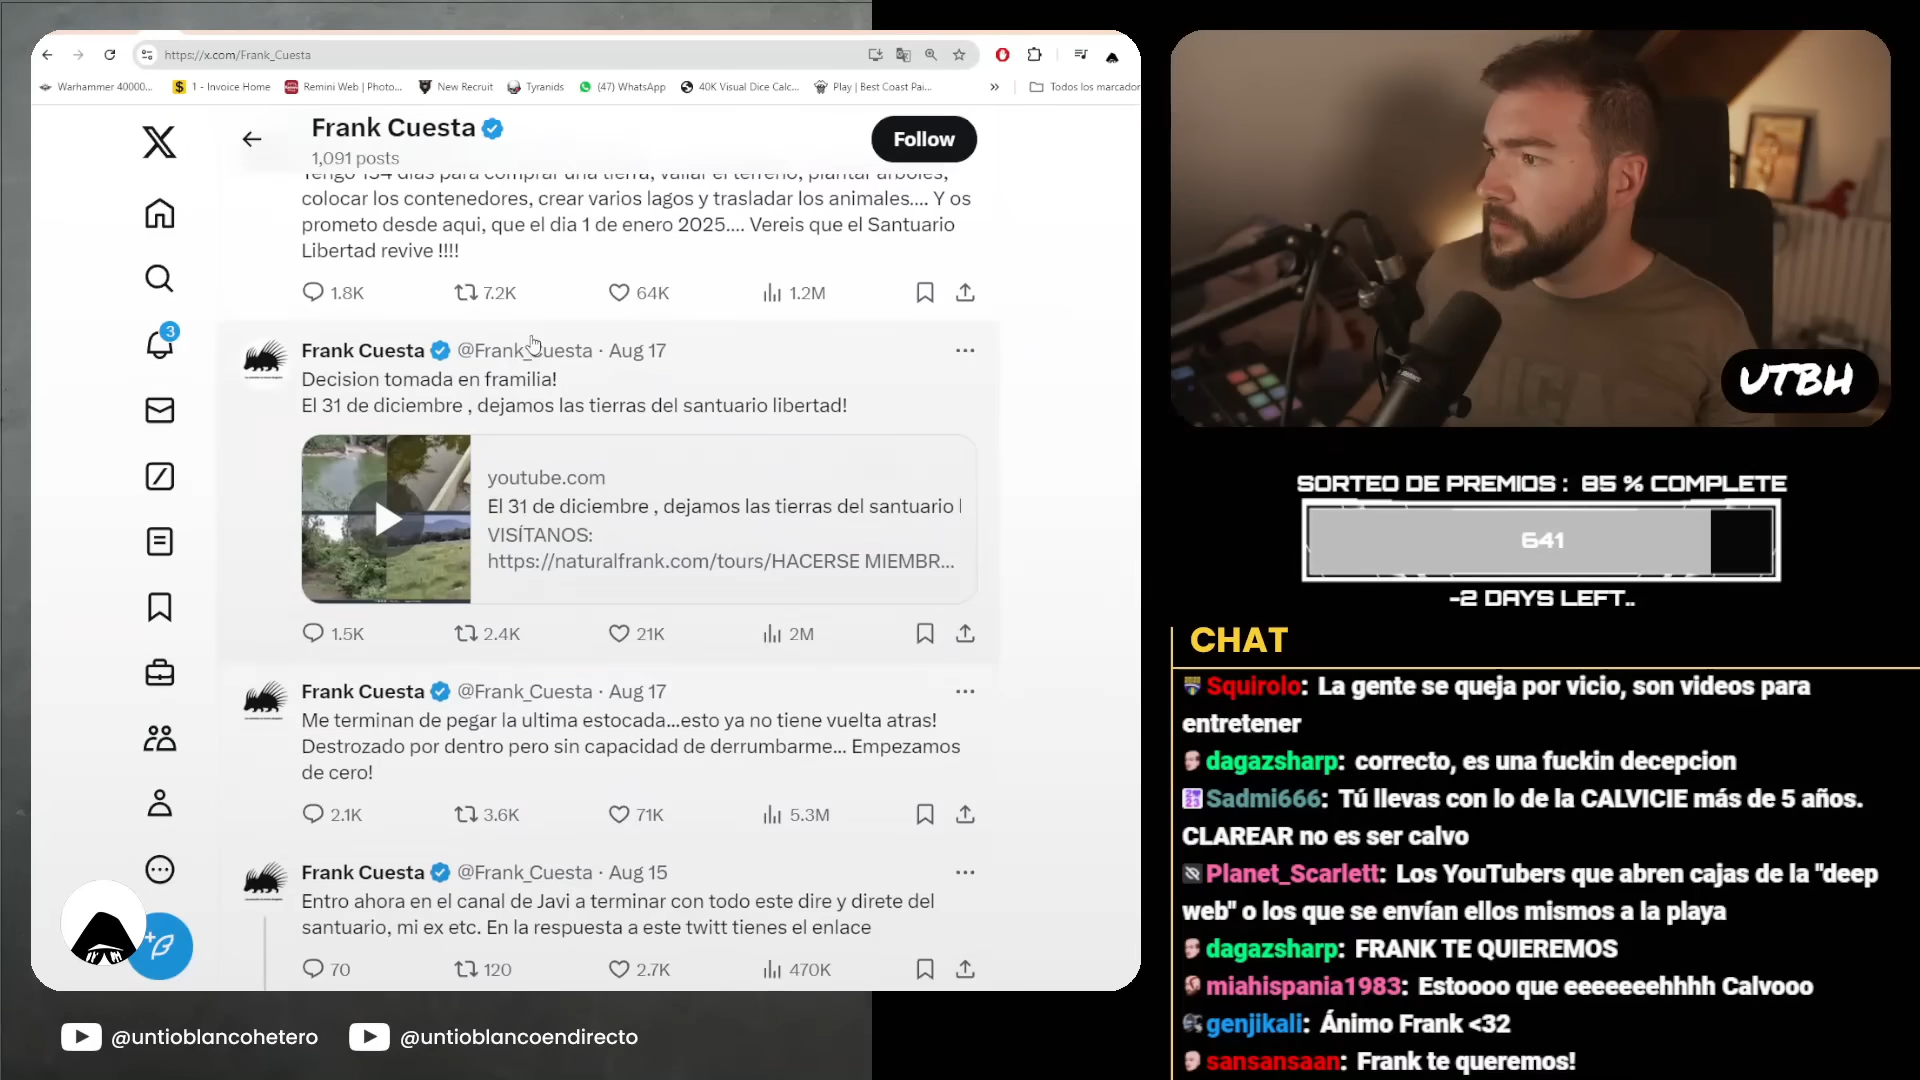 https://x.com/Frank_Cuesta
Warhammer 40000...
1 - Invoice Home
Remini Web | Photo...
New Recruit
Tyranids
(47) WhatsApp
40K Visual Dice Calc...
Play | Best Coast Pai...
Todos los marcador
Frank Cuesta
1,091 posts
Follow
Tengo 134 dias para comprar una tierra, vallar el terreno, plantar arboles,
colocar los contenedores, crear varios lagos y trasladar los animales.... Y os
prometo desde aqui, que el dia 1 de enero 2025.... Vereis que el Santuario
Libertad revive !!!!
1.8K 7.2K 64K 1.2M
3
Frank Cuesta @Frank_Cuesta · Aug 17
Decision tomada en framilia!
El 31 de diciembre , dejamos las tierras del santuario libertad!
youtube.com
El 31 de diciembre , dejamos las tierras del santuario l
VISÍTANOS:
https://naturalfrank.com/tours/HACERSE MIEMBR...
1.5K 2.4K 21K 2M
Frank Cuesta @Frank_Cuesta · Aug 17
Me terminan de pegar la ultima estocada...esto ya no tiene vuelta atras!
Destrozado por dentro pero sin capacidad de derrumbarme... Empezamos
de cero!
2.1K 3.6K 71K 5.3M
Frank Cuesta @Frank_Cuesta · Aug 15
Entro ahora en el canal de Javi a terminar con todo este dire y direte del
santuario, mi ex etc. En la respuesta a este twitt tienes el enlace
70 120 2.7K 470K
@untioblancohetero
@untioblancoendirecto
UTBH
SORTEO DE PREMIOS : 85 % COMPLETE
641
-2 DAYS LEFT..
CHAT
Squirolo: La gente se queja por vicio, son videos para
entretener
dagazsharp: correcto, es una fuckin decepcion
Sadmi666: Tú llevas con lo de la CALVICIE más de 5 años.
CLAREAR no es ser calvo
Planet_Scarlett: Los YouTubers que abren cajas de la "deep
web" o los que se envían ellos mismos a la playa
dagazsharp: FRANK TE QUEREMOS
miahispania1983: Estoooo que eeeeeeehhhh Calvooo
genjikali: Ánimo Frank <32
sansansaan: Frank te queremos!